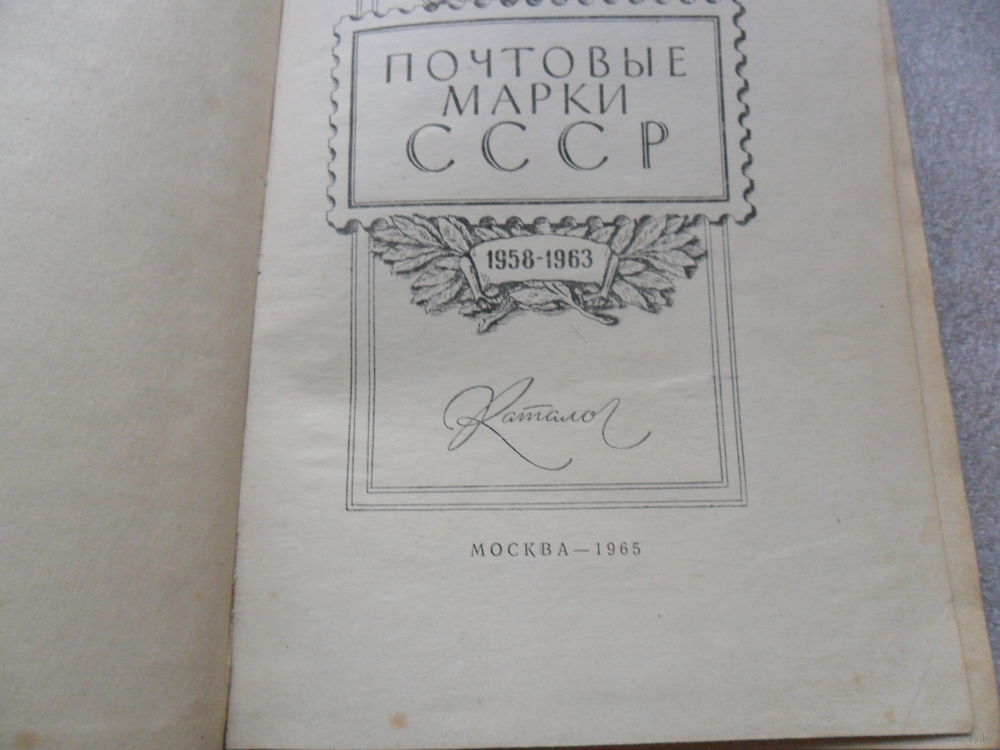 ПОЧТОВЫЕ
МАРКИ
СССР
1958-1963
Каталог
МОСКВА—1965